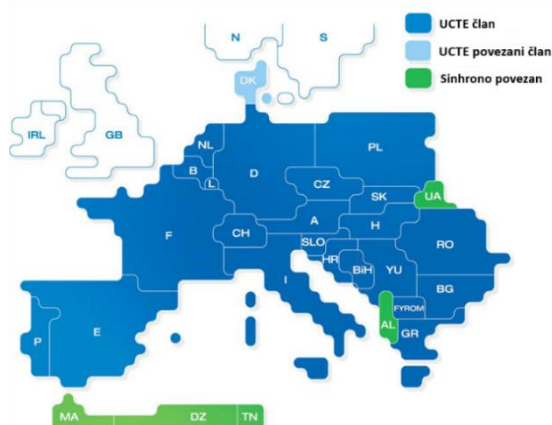 UCTE član
UCTE povezani član
Sinhrono povezan
N
S
DK
IRL
GB
NL
PL
B
D
L
CZ
SK
UA
F
CH
A
H
SLO
RO
HR
BiH
YU
I
BG
FYROM
AL
GR
P
E
MA
DZ
TN